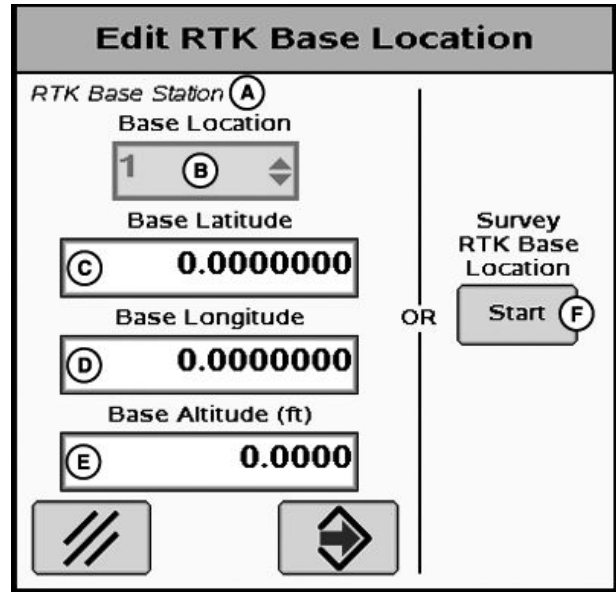 Edit RTK Base Location
RTK Base Station A
Base Location
1 B
Base Latitude
C 0.0000000
Base Longitude
D 0.0000000
Base Altitude (ft)
E 0.0000
OR
Survey
RTK Base
Location
Start F